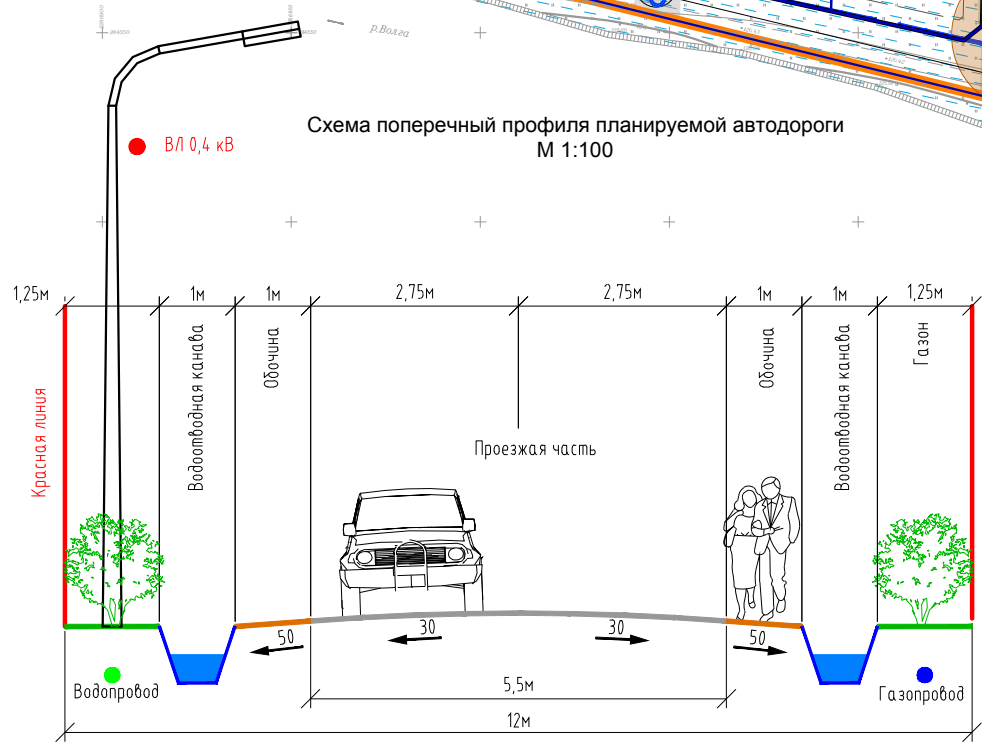 р.Волга
Схема поперечный профиля планируемой автодороги
М 1:100
ВЛ 0,4 кВ
1,25м
1м
1м
2,75м
2,75м
1м
1м
1,25м
Красная линия
Водоотводная канава
Обочина
Проезжая часть
Обочина
Водоотводная канава
Газон
50
30
30
50
Водопровод
Газопровод
5,5м
12м